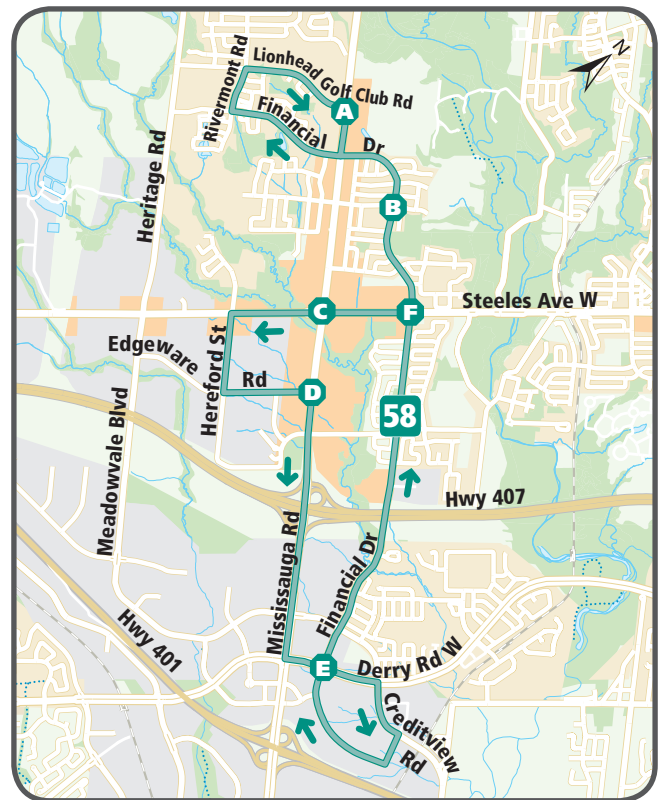 N
Lionhead Golf Club Rd
Rivermont Rd
A
Financial Dr
Heritage Rd
B
Steeles Ave W
C
F
Edgeware Rd
Hereford St
D
58
Meadowvale Blvd
Hwy 407
Mississauga Rd
Financial Dr
Hwy 401
E
Derry Rd W
Creditview Rd